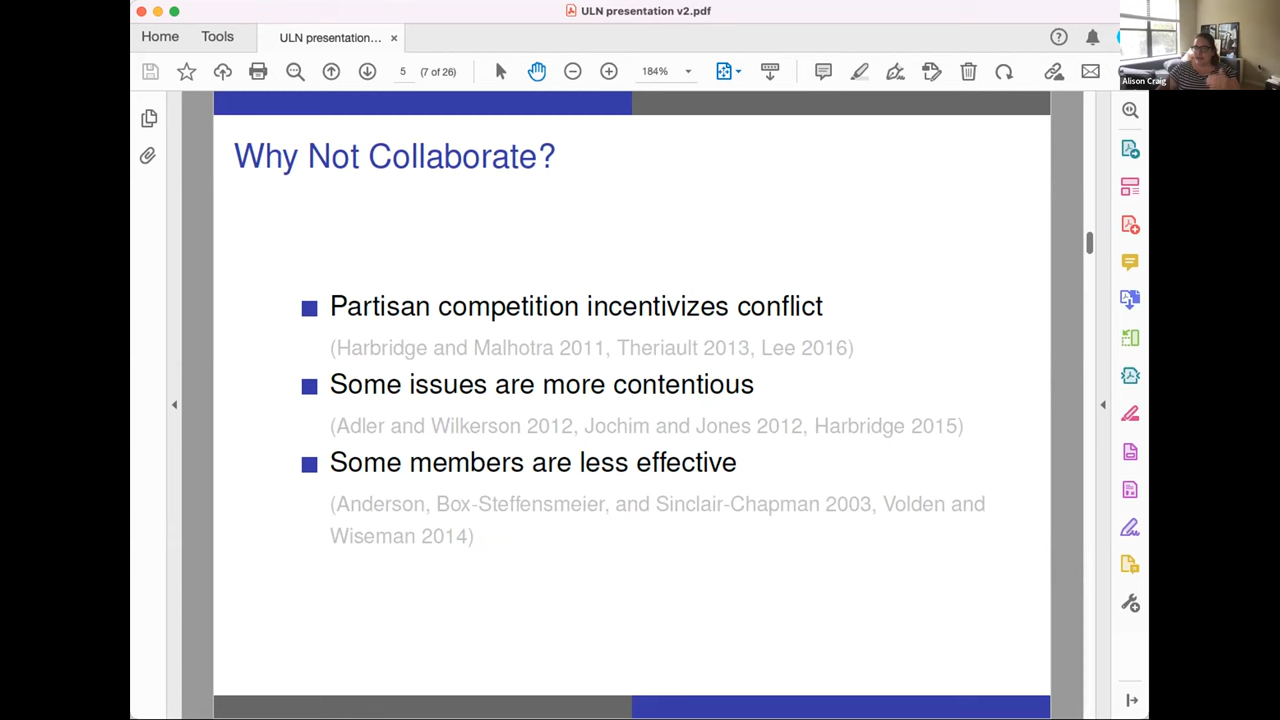 ULN presentation v2.pdf
Home
Tools
ULN presentation... ×
5
(7 of 26)
184%
Alison Craig
Why Not Collaborate?
Partisan competition incentivizes conflict
(Harbridge and Malhotra 2011, Theriault 2013, Lee 2016)
Some issues are more contentious
(Adler and Wilkerson 2012, Jochim and Jones 2012, Harbridge 2015)
Some members are less effective
(Anderson, Box-Steffensmeier, and Sinclair-Chapman 2003, Volden and
Wiseman 2014)